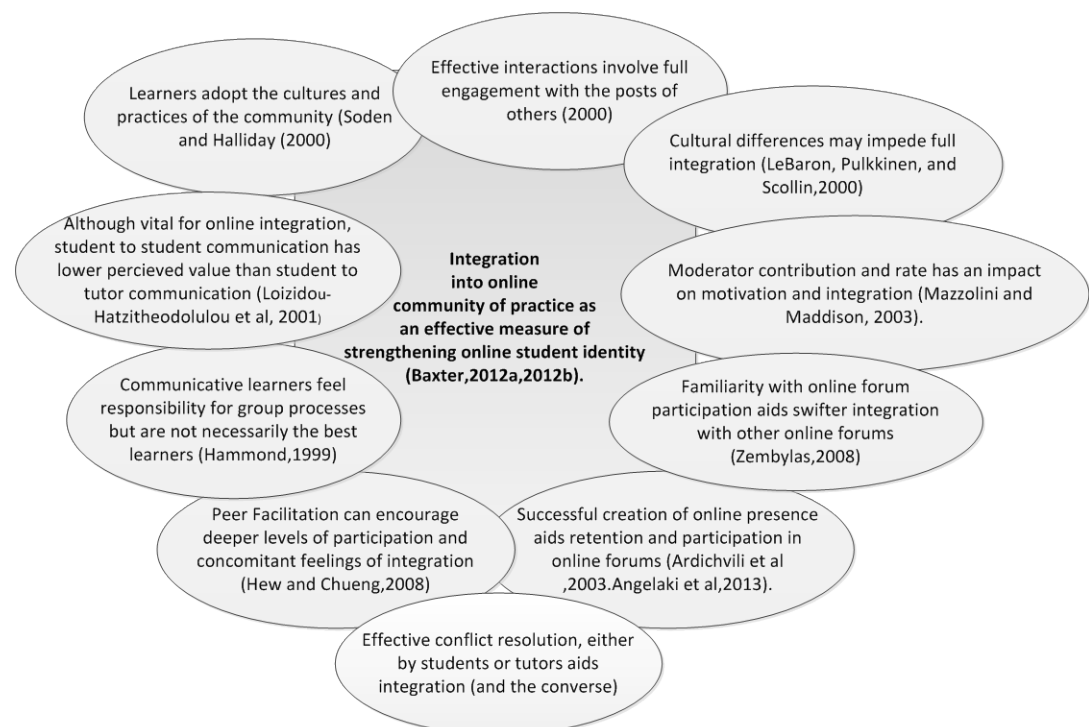 Effective interactions involve full
engagement with the posts of
others (2000)
Learners adopt the cultures and
practices of the community (Soden
and Halliday (2000)
Cultural differences may impede full
integration (LeBaron, Pulkkinen, and
Scollin,2000)
Although vital for online integration,
student to student communication has
lower percieved value than student to
tutor communication (Loizidou-
Hatzitheodolulou et al, 2001)
Integration
into online
community of practice as
an effective measure of
strengthening online student identity
(Baxter,2012a,2012b).
Moderator contribution and rate has an impact
on motivation and integration (Mazzolini and
Maddison, 2003).
Communicative learners feel
responsibility for group processes
but are not necessarily the best
learners (Hammond,1999)
Familiarity with online forum
participation aids swifter integration
with other online forums
(Zembylas,2008)
Peer Facilitation can encourage
deeper levels of participation and
concomitant feelings of integration
(Hew and Chueng,2008)
Successful creation of online presence
aids retention and participation in
online forums (Ardichvili et al
,2003.Angelaki et al,2013).
Effective conflict resolution, either
by students or tutors aids
integration (and the converse)